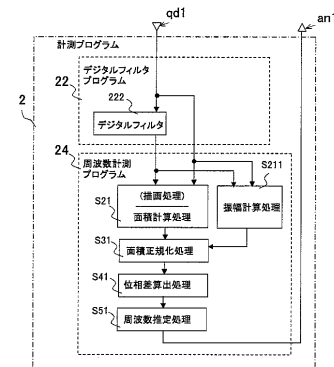 qd1
an1
計測プログラム
デジタルフィルタ
プログラム
22
222
デジタルフィルタ
2
24
周波数計測
プログラム
S211
S21
(描画処理)
面積計算処理
振幅計算処理
S31
面積正規化処理
S41
位相差算出処理
S51
周波数推定処理